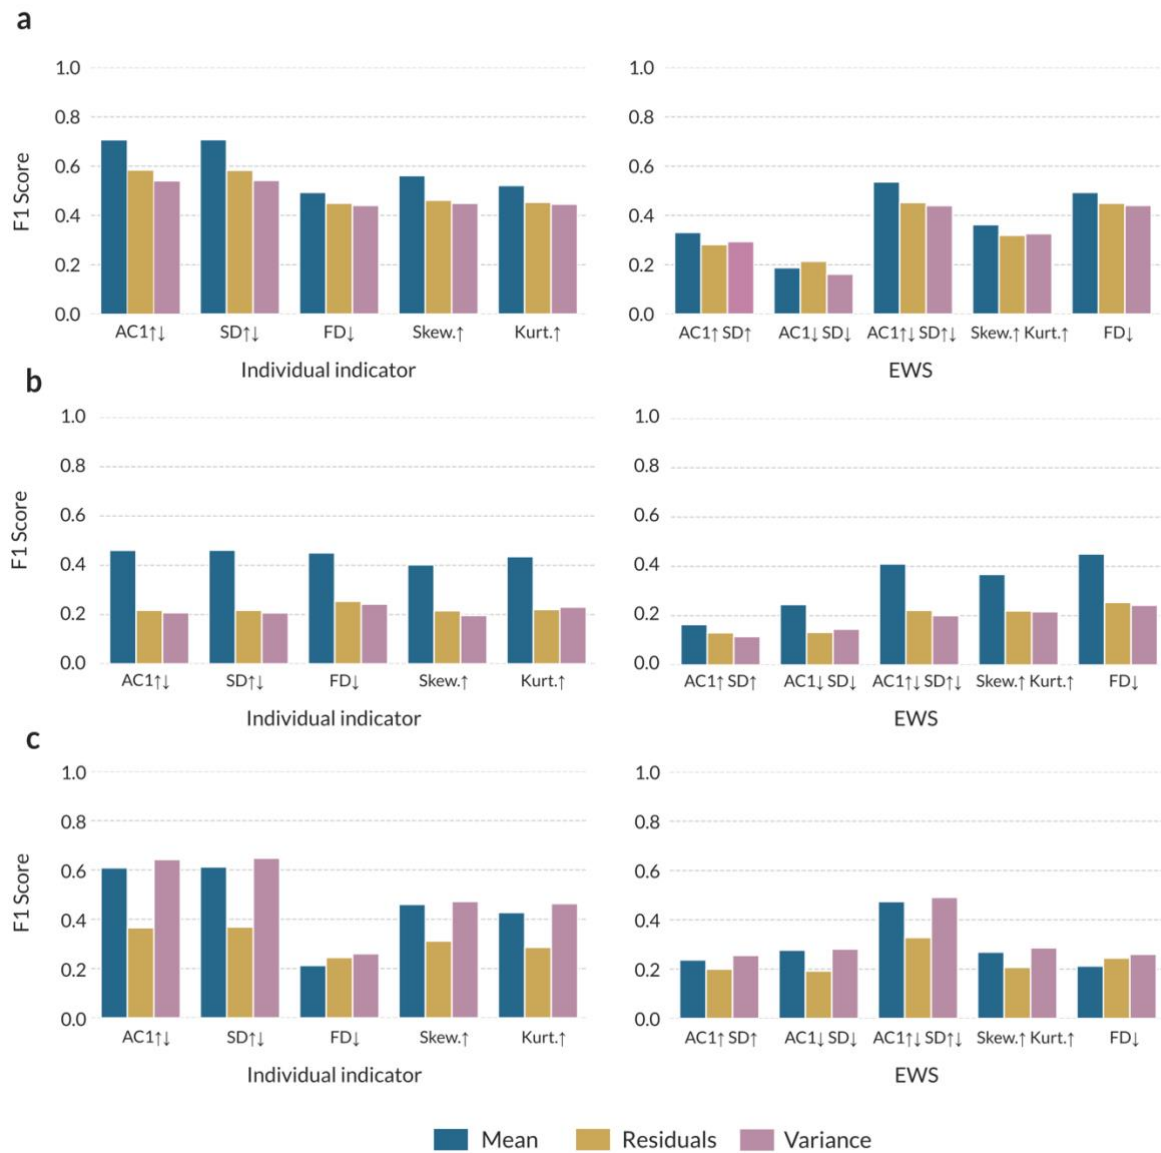 a
1.0 1.0
0.8 0.8
0.6 0.6
F1 Score
0.4 0.4
0.2 0.2
0.0 0.0
AC1↑↓ SD↑↓ FD↓ Skew.↑ Kurt.↑ AC1↑ SD↑ AC1↓ SD↓ AC1↑↓ SD↑↓ Skew.↑ Kurt.↑ FD↓
Individual indicator EWS
b
1.0 1.0
0.8 0.8
0.6 0.6
F1 Score
0.4 0.4
0.2 0.2
0.0 0.0
AC1↑↓ SD↑↓ FD↓ Skew.↑ Kurt.↑ AC1↑ SD↑ AC1↓ SD↓ AC1↑↓ SD↑↓ Skew.↑ Kurt.↑ FD↓
Individual indicator EWS
c
1.0 1.0
0.8 0.8
0.6 0.6
F1 Score
0.4 0.4
0.2 0.2
0.0 0.0
AC1↑↓ SD↑↓ FD↓ Skew.↑ Kurt.↑ AC1↑ SD↑ AC1↓ SD↓ AC1↑↓ SD↑↓ Skew.↑ Kurt.↑ FD↓
Individual indicator EWS
Mean Residuals Variance